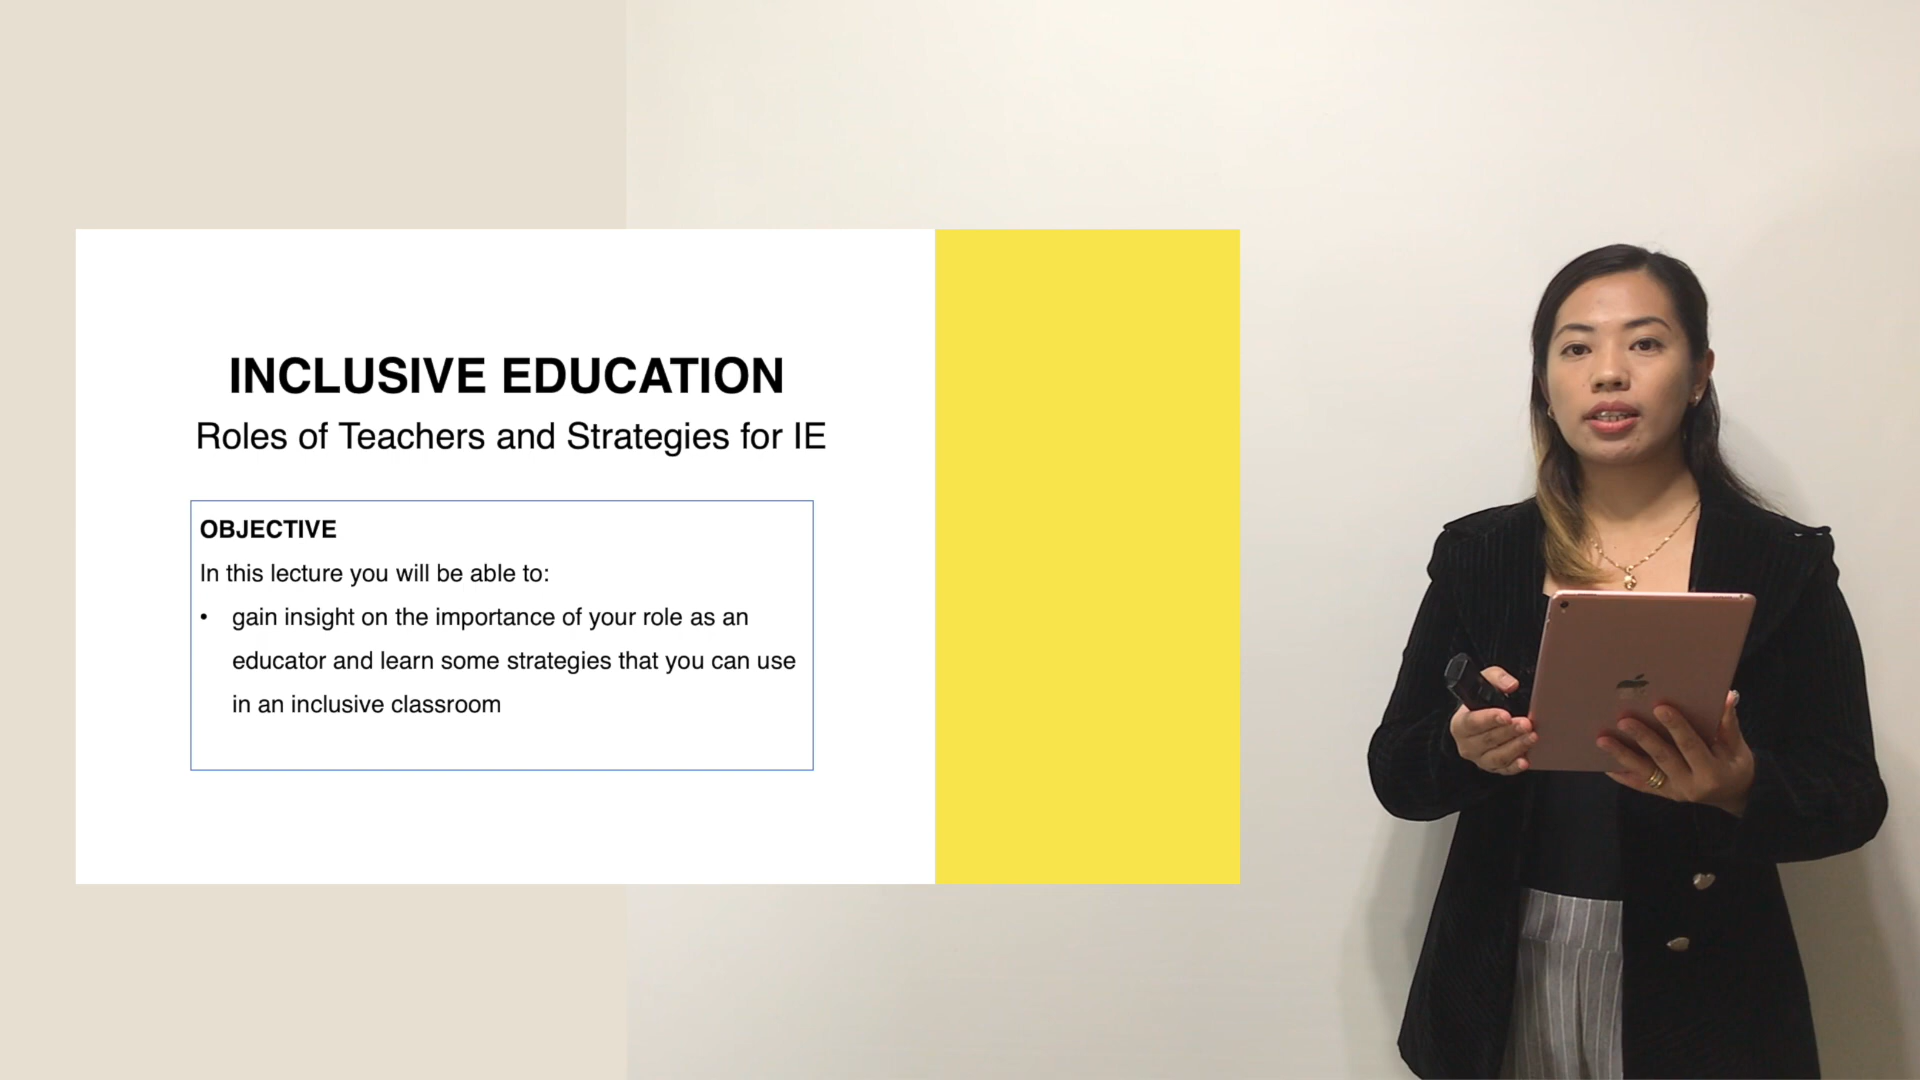 INCLUSIVE EDUCATION
Roles of Teachers and Strategies for IE
OBJECTIVE
In this lecture you will be able to:
• gain insight on the importance of your role as an
educator and learn some strategies that you can use
in an inclusive classroom